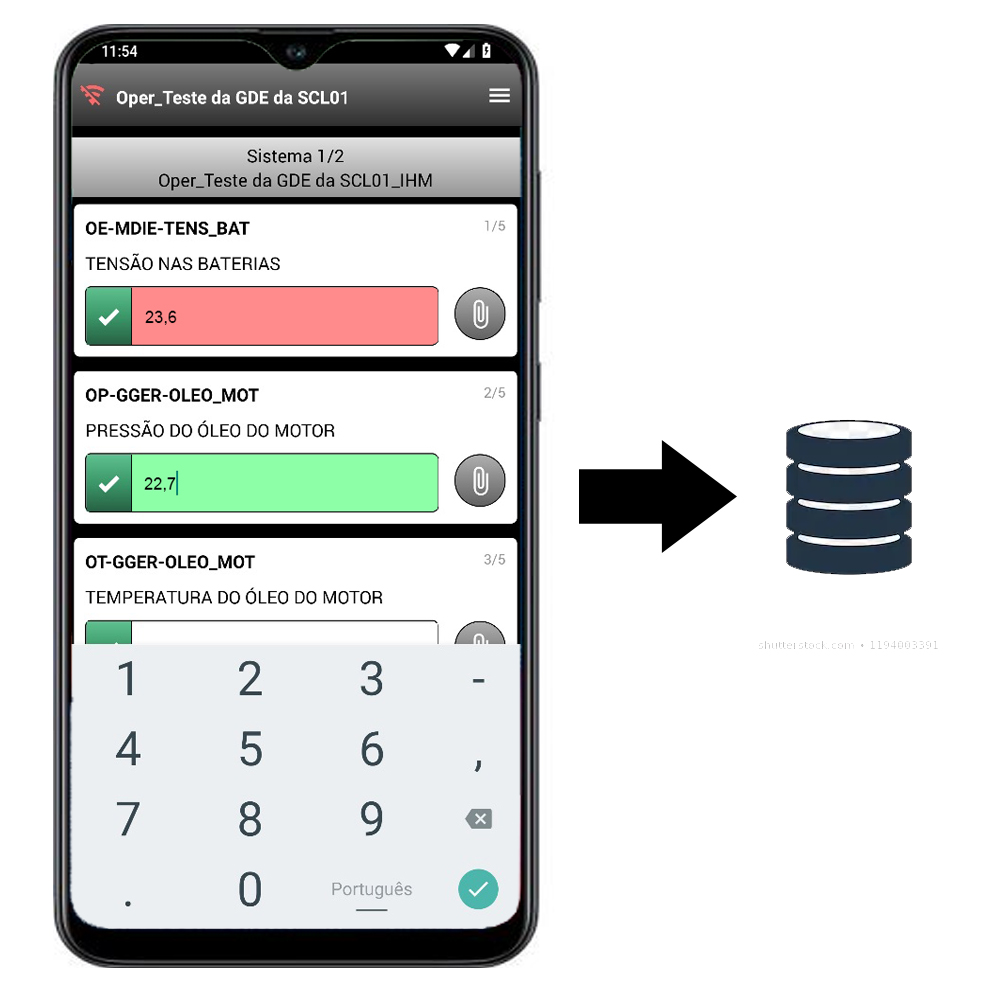 11:54
Oper_Teste da GDE da SCL01
Sistema 1/2
Oper_Teste da GDE da SCL01_IHM
OE-MDIE-TENS_BAT 1/5
TENSÃO NAS BATERIAS
23,6
OP-GGER-OLEO_MOT 2/5
PRESSÃO DO ÓLEO DO MOTOR
22,7
OT-GGER-OLEO_MOT 3/5
TEMPERATURA DO ÓLEO DO MOTOR
1 2 3 -
4 5 6 ,
7 8 9
. 0 Português
shutterstock.com • 1194003391